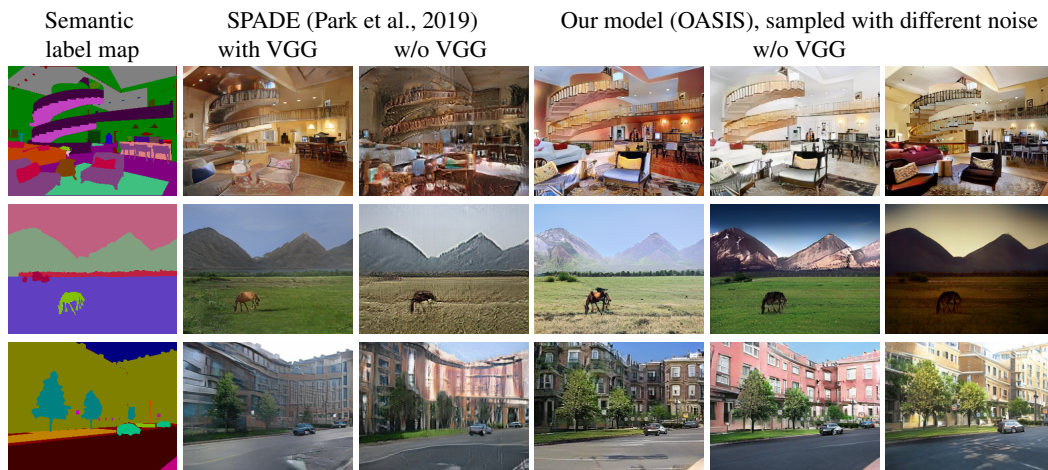 Semantic
label map
SPADE (Park et al., 2019)
with VGG
w/o VGG
Our model (OASIS), sampled with different noise
w/o VGG